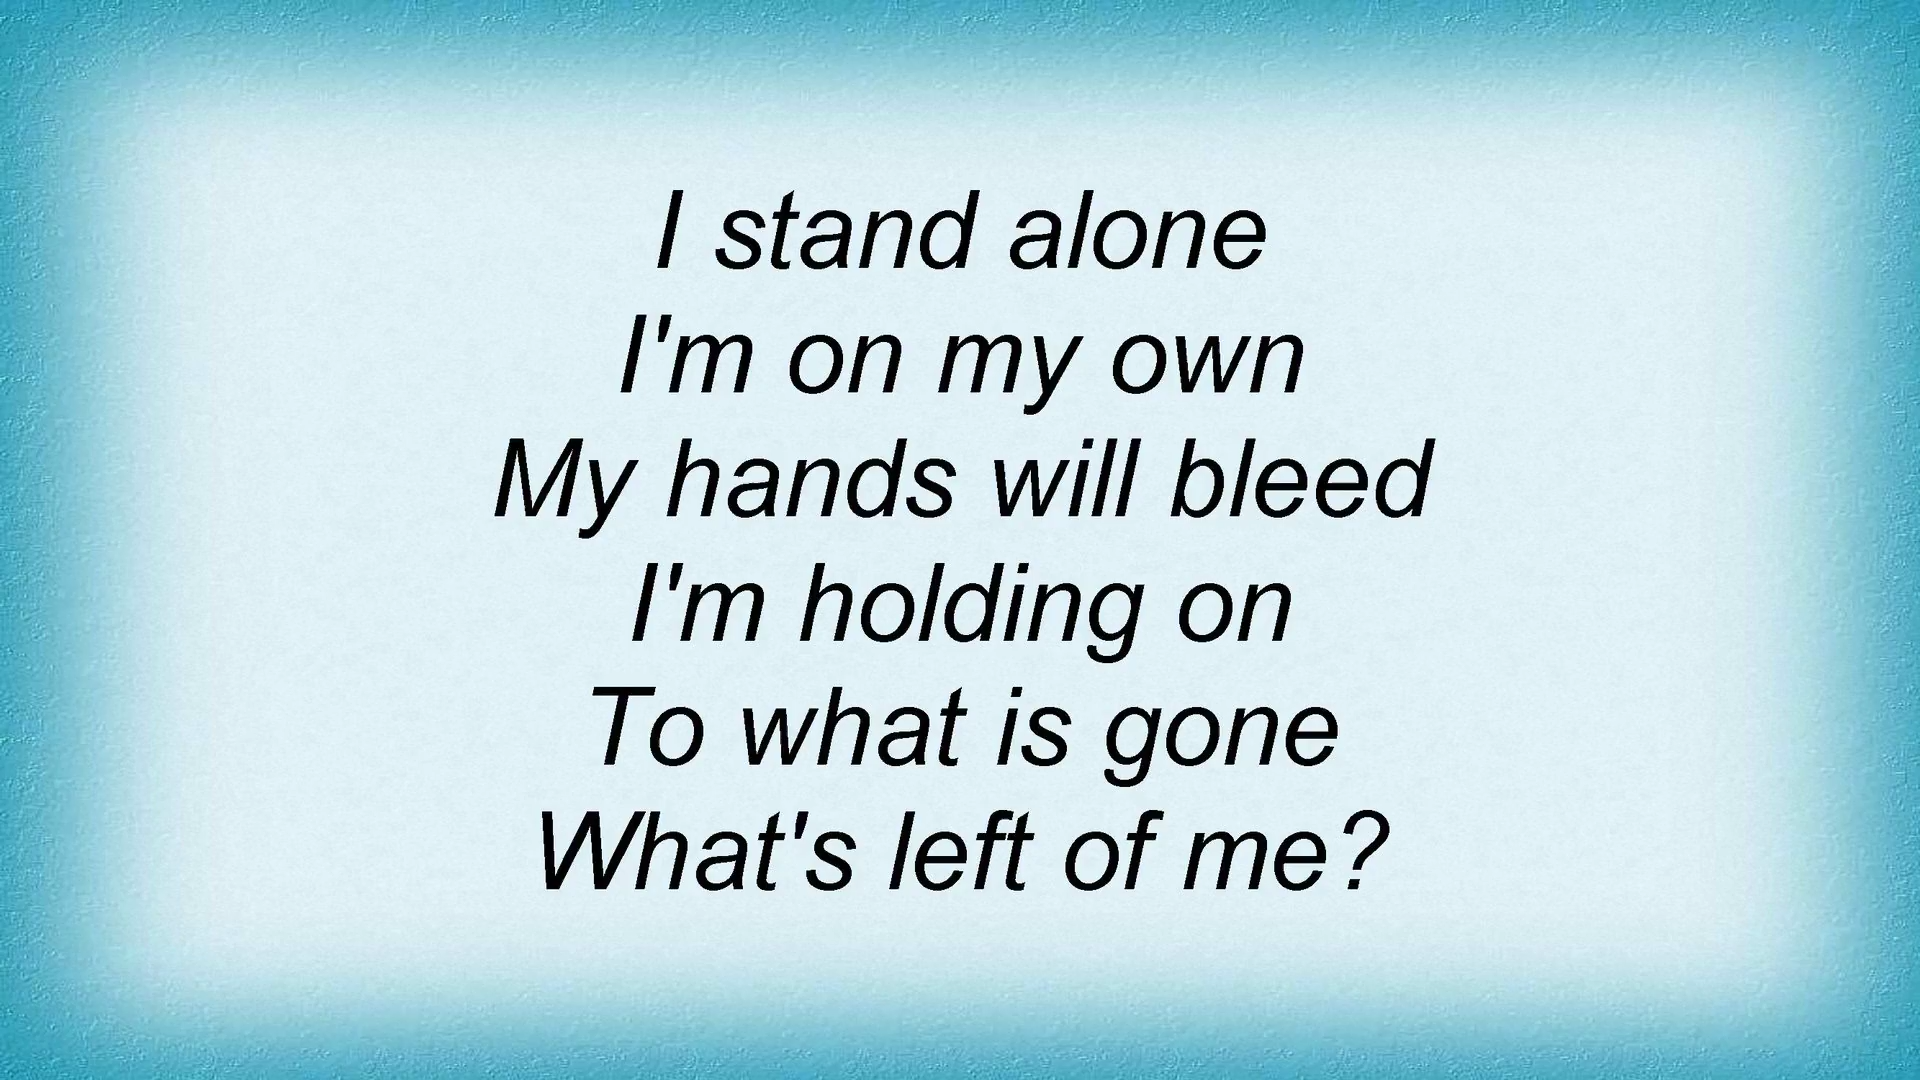 I stand alone
I'm on my own
My hands will bleed
I'm holding on
To what is gone
What's left of me?